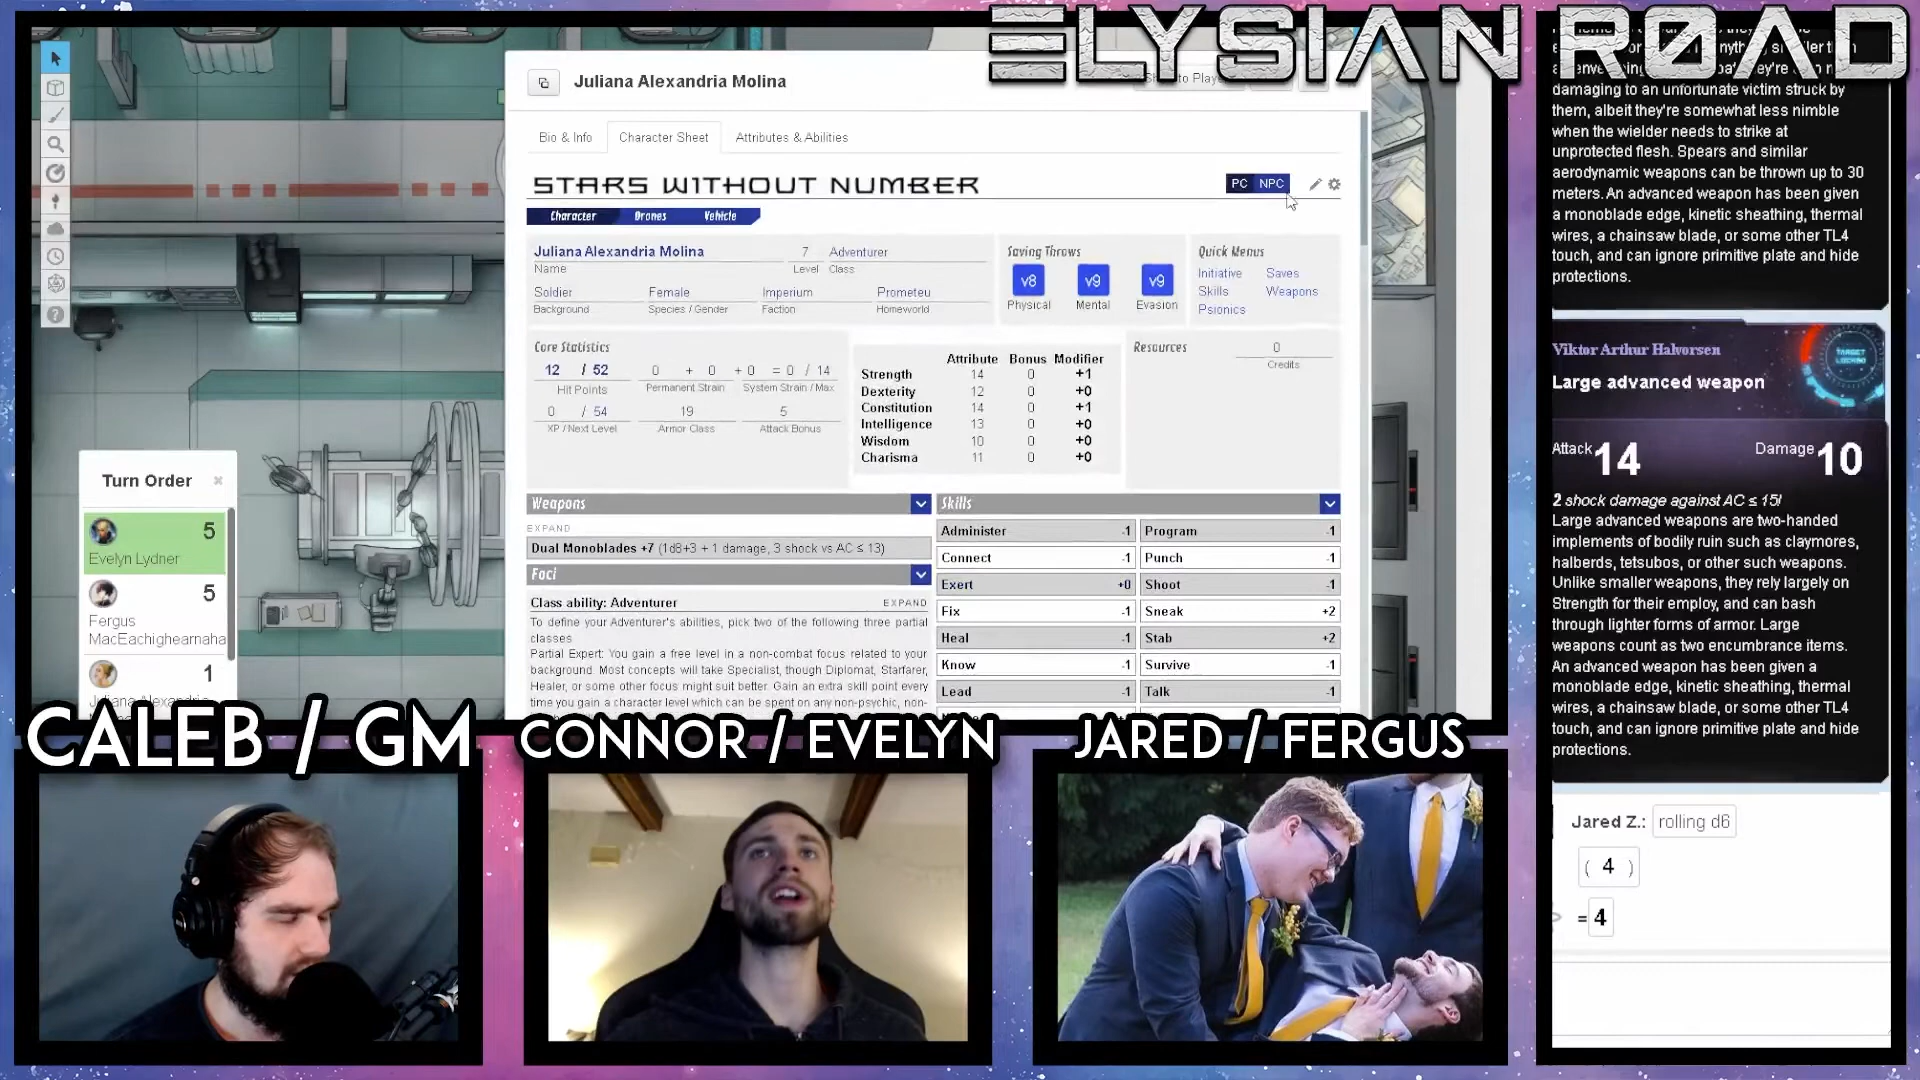 ELYSIAN RØAD
Juliana Alexandria Molina
Bio & Info
Character Sheet
Attributes & Abilities
STARS WITHOUT NUMBER
PC NPC
Character
Drones
Vehicle
Juliana Alexandria Molina
Name
7
Level
Adventurer
Class
Soldier
Background
Female
Species / Gender
Imperium
Faction
Prometeu
Homeworld
Saving Throws
v8
Physical
v9
Mental
v9
Evasion
Quick Menus
Initiative Saves
Skills Weapons
Psionics
Core Statistics
12 / 52
Hit Points
0 + 0 + 0 = 0 / 14
Permanent Strain System Strain / Max
0 / 54
XP / Next Level
19
Armor Class
5
Attack Bonus
Attribute Bonus Modifier
Strength 14 0 +1
Dexterity 12 0 +0
Constitution 14 0 +1
Intelligence 13 0 +0
Wisdom 10 0 +0
Charisma 11 0 +0
Resources
0
Credits
Weapons
EXPAND
Dual Monoblades +7 (1d8+3 + 1 damage, 3 shock vs AC ≤ 13)
Foci
Class ability: Adventurer EXPAND
To define your Adventurer's abilities, pick two of the following three partial
classes
Partial Expert: You gain a free level in a non-combat focus related to your
background. Most concepts will take Specialist, though Diplomat, Starfarer,
Healer, or some other focus might suit better. Gain an extra skill point every
time you gain a character level which can be spent on any non-psychic, non-
Skills
Administer -1 Program -1
Connect -1 Punch -1
Exert +0 Shoot -1
Fix -1 Sneak +2
Heal -1 Stab +2
Know -1 Survive -1
Lead -1 Talk -1
Turn Order
5
Evelyn Lydner
5
Fergus
MacEachighearnaha
1
Juliana Alexandria
CALEB / GM
CONNOR / EVELYN
JARED / FERGUS
damaging to an unfortunate victim struck by
them, albeit they're somewhat less nimble
when the wielder needs to strike at
unprotected flesh. Spears and similar
aerodynamic weapons can be thrown up to 30
meters. An advanced weapon has been given
a monoblade edge, kinetic sheathing, thermal
wires, a chainsaw blade, or some other TL4
touch, and can ignore primitive plate and hide
protections.
Viktor Arthur Halvorsen
Large advanced weapon
TARGET
LOCKED
Attack 14 Damage 10
2 shock damage against AC ≤ 15!
Large advanced weapons are two-handed
implements of bodily ruin such as claymores,
halberds, tetsubos, or other such weapons.
Unlike smaller weapons, they rely largely on
Strength for their employ, and can bash
through lighter forms of armor. Large
weapons count as two encumbrance items.
An advanced weapon has been given a
monoblade edge, kinetic sheathing, thermal
wires, a chainsaw blade, or some other TL4
touch, and can ignore primitive plate and hide
protections.
Jared Z.: rolling d6
( 4 )
=4